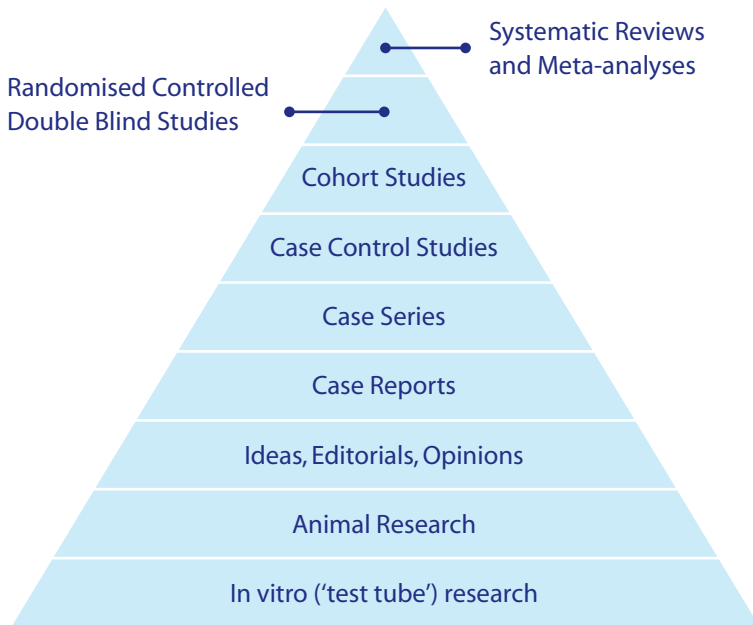 Systematic Reviews
and Meta-analyses
Randomised Controlled
Double Blind Studies
Cohort Studies
Case Control Studies
Case Series
Case Reports
Ideas, Editorials, Opinions
Animal Research
In vitro (‘test tube’) research